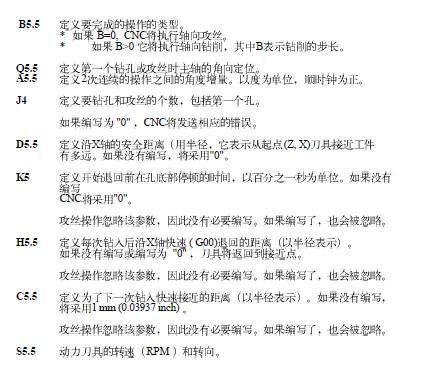 B5.5 定义要完成的操作的类型。
* 如果 B=0, CNC将执行轴向攻丝。
* 如果 B>0 它将执行轴向钻削，其中B表示钻削的步长。
Q5.5 定义第一个钻孔或攻丝时主轴的角向定位。
A5.5 定义2次连续的操作之间的角度增量。以度为单位，顺时钟为正。
J4 定义要钻孔和攻丝的个数，包括第一个孔。
如果编写为 "0" ，CNC将发送相应的错误。
D5.5 定义沿X轴的安全距离（用半径，它表示从起点(Z, X)刀具接近工件
有多远。如果没有编写，将采用"0"。
K5 定义开始退回前在孔底部停顿的时间，以百分之一秒为单位。如果没有
编写
CNC将采用"0"。
攻丝操作忽略该参数，因此没有必要编写。如果编写了，也会被忽略。
H5.5 定义每次钻入后沿X轴快速 ( G00)退回的距离（以半径表示）。
如果没有编写或编写为 "0" ，刀具将返回到接近点。
攻丝操作忽略该参数，因此没有必要编写。如果编写了，也会被忽略。
C5.5 定义为了下一次钻入快速接近的距离（以半径表示）。如果没有编写，
将采用1 mm (0.03937 inch) 。
攻丝操作忽略该参数，因此没有必要编写。如果编写了，也会被忽略。
S5.5 动力刀具的转速（RPM ）和转向。